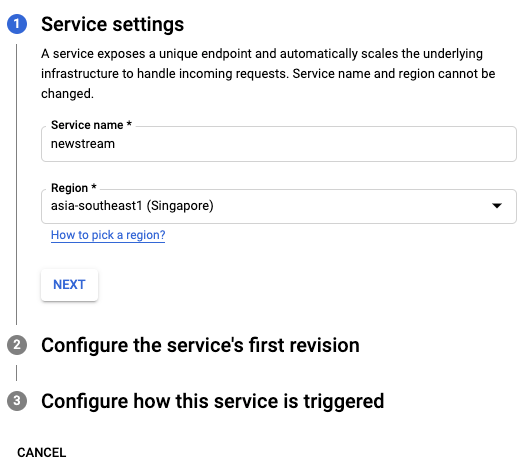 1 Service settings
A service exposes a unique endpoint and automatically scales the underlying
infrastructure to handle incoming requests. Service name and region cannot be
changed.
Service name *
newstream
Region *
asia-southeast1 (Singapore)
How to pick a region?
NEXT
2 Configure the service's first revision
3 Configure how this service is triggered
CANCEL